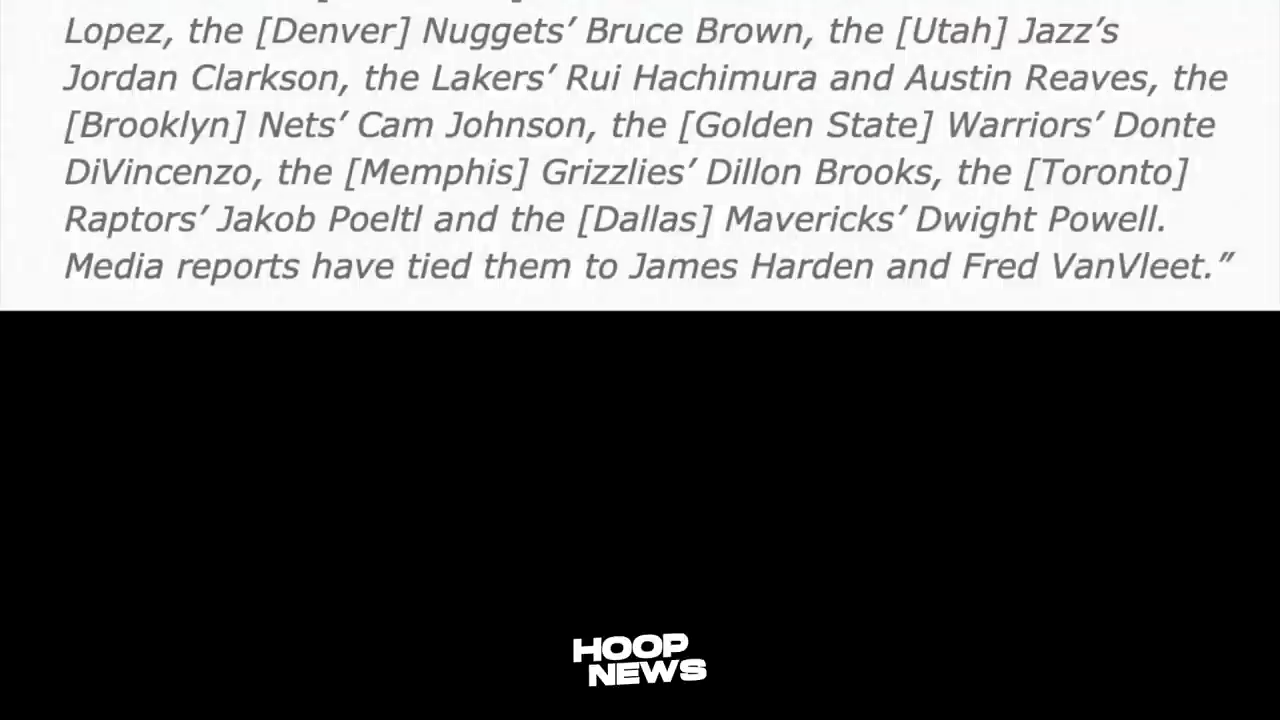 Lopez, the [Denver] Nuggets’ Bruce Brown, the [Utah] Jazz’s
Jordan Clarkson, the Lakers’ Rui Hachimura and Austin Reaves, the
[Brooklyn] Nets’ Cam Johnson, the [Golden State] Warriors’ Donte
DiVincenzo, the [Memphis] Grizzlies’ Dillon Brooks, the [Toronto]
Raptors’ Jakob Poeltl and the [Dallas] Mavericks’ Dwight Powell.
Media reports have tied them to James Harden and Fred VanVleet.”
HOOP
NEWS